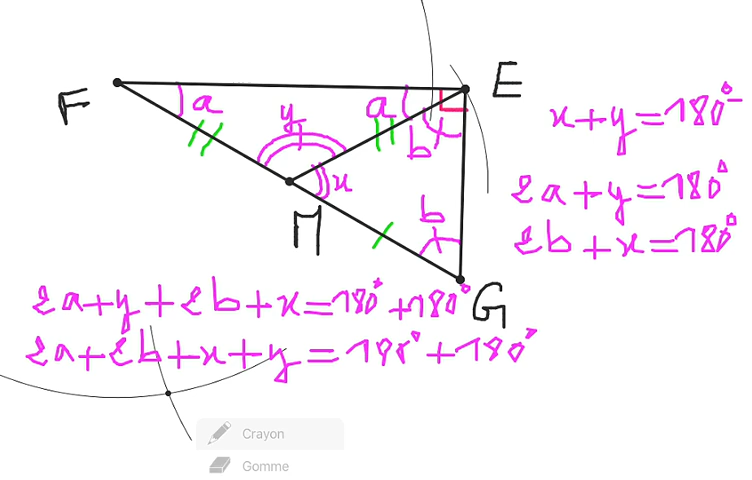 E
F
a
a
y
b
x
b
M
G
x+y=180°
2a+y=180°
2b+x=180°
2a+y+2b+x=180°+180°
2a+2b+x+y=180°+180°
Crayon
Gomme